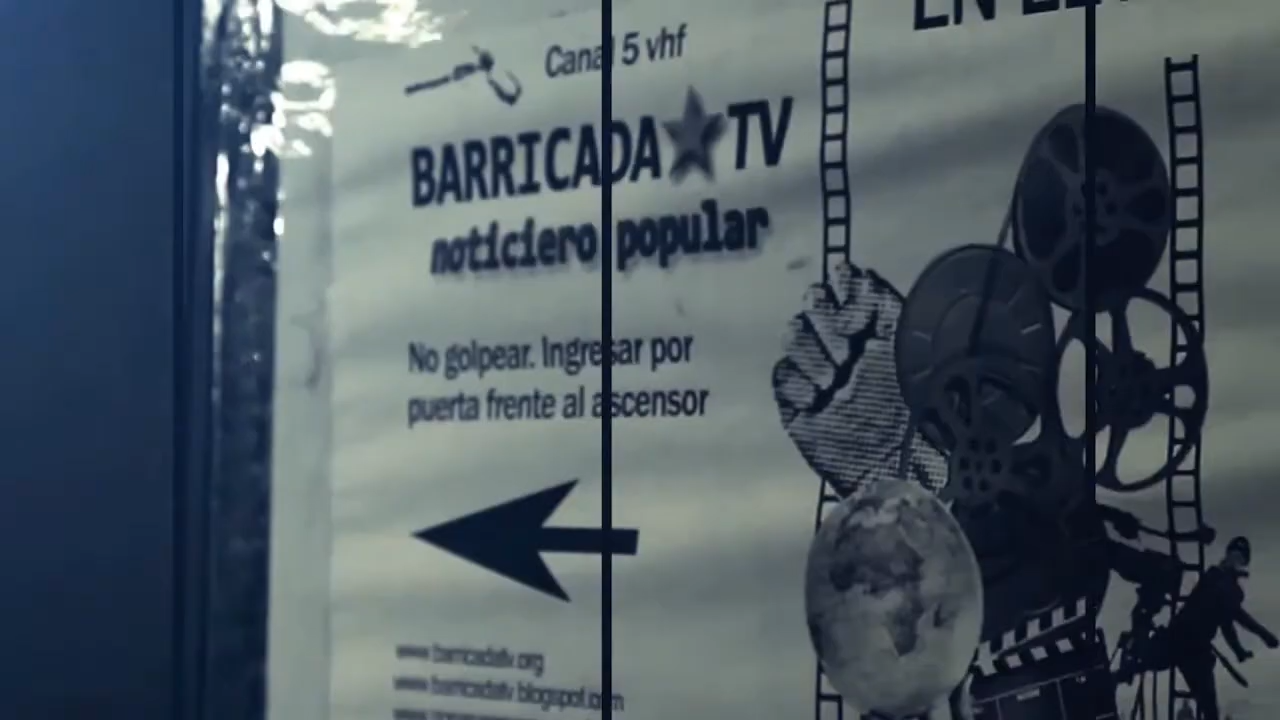 Canal 5 vhf
BARRICADA★TV
noticiero popular
No golpear. Ingresar por
puerta frente al ascensor
www.barricadatv.org
www.barricadatv.blogspot.com
EN